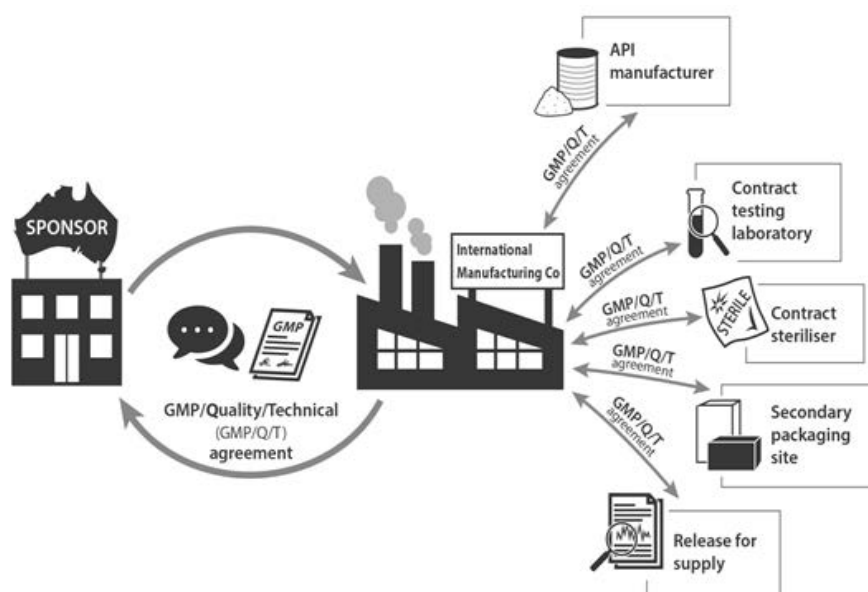 SPONSOR
GMP
GMP/Quality/Technical
(GMP/Q/T)
agreement
International
Manufacturing Co
GMP/Q/T
agreement
API
manufacturer
GMP/Q/T
agreement
Contract
testing
laboratory
GMP/Q/T
agreement
STERILE
Contract
steriliser
GMP/Q/T
agreement
Secondary
packaging
site
GMP/Q/T
agreement
Release for
supply